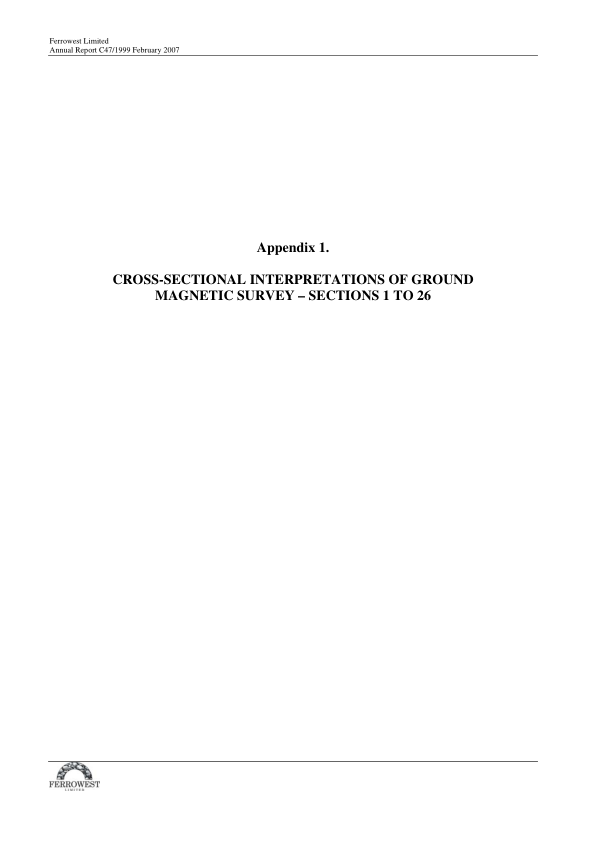 Ferrowest Limited
Annual Report C47/1999 February 2007
Appendix 1.
CROSS-SECTIONAL INTERPRETATIONS OF GROUND
MAGNETIC SURVEY – SECTIONS 1 TO 26
FERROWEST
LIMITED